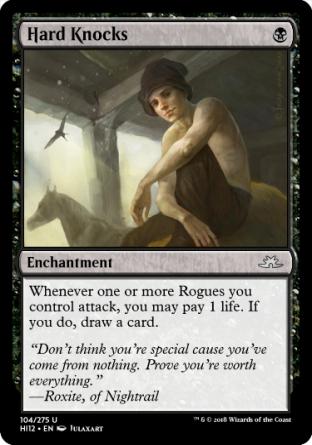 Hard Knocks
Enchantment
Whenever one or more Rogues you
control attack, you may pay 1 life. If
you do, draw a card.
“Don’t think you’re special cause you’ve
come from nothing. Prove you’re worth
everything.”
—Roxite, of Nightrail
104/275 U
HI12 • EN JULAXART
™ & © 2018 Wizards of the Coast